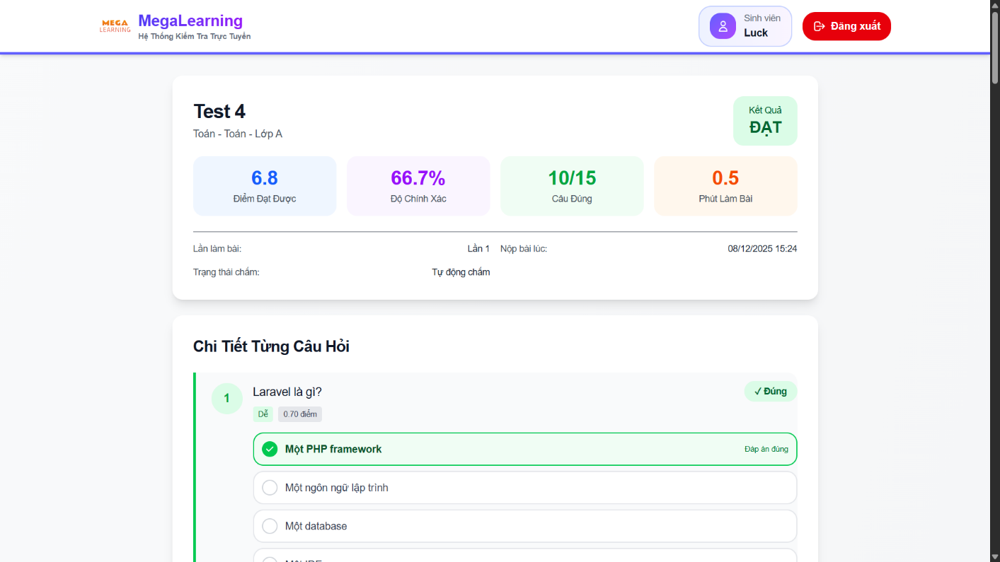 MEGA
LEARNING
MegaLearning
Hệ Thống Kiểm Tra Trực Tuyến
Sinh viên
Luck
Đăng xuất
Test 4
Toán - Toán - Lớp A
Kết Quả
ĐẠT
6.8
Điểm Đạt Được
66.7%
Độ Chính Xác
10/15
Câu Đúng
0.5
Phút Làm Bài
Lần làm bài: Lần 1
Nộp bài lúc: 08/12/2025 15:24
Trạng thái chấm: Tự động chấm
Chi Tiết Từng Câu Hỏi
1
Laravel là gì?
✓ Đúng
Dễ
0.70 điểm
Một PHP framework
Đáp án đúng
Một ngôn ngữ lập trình
Một database